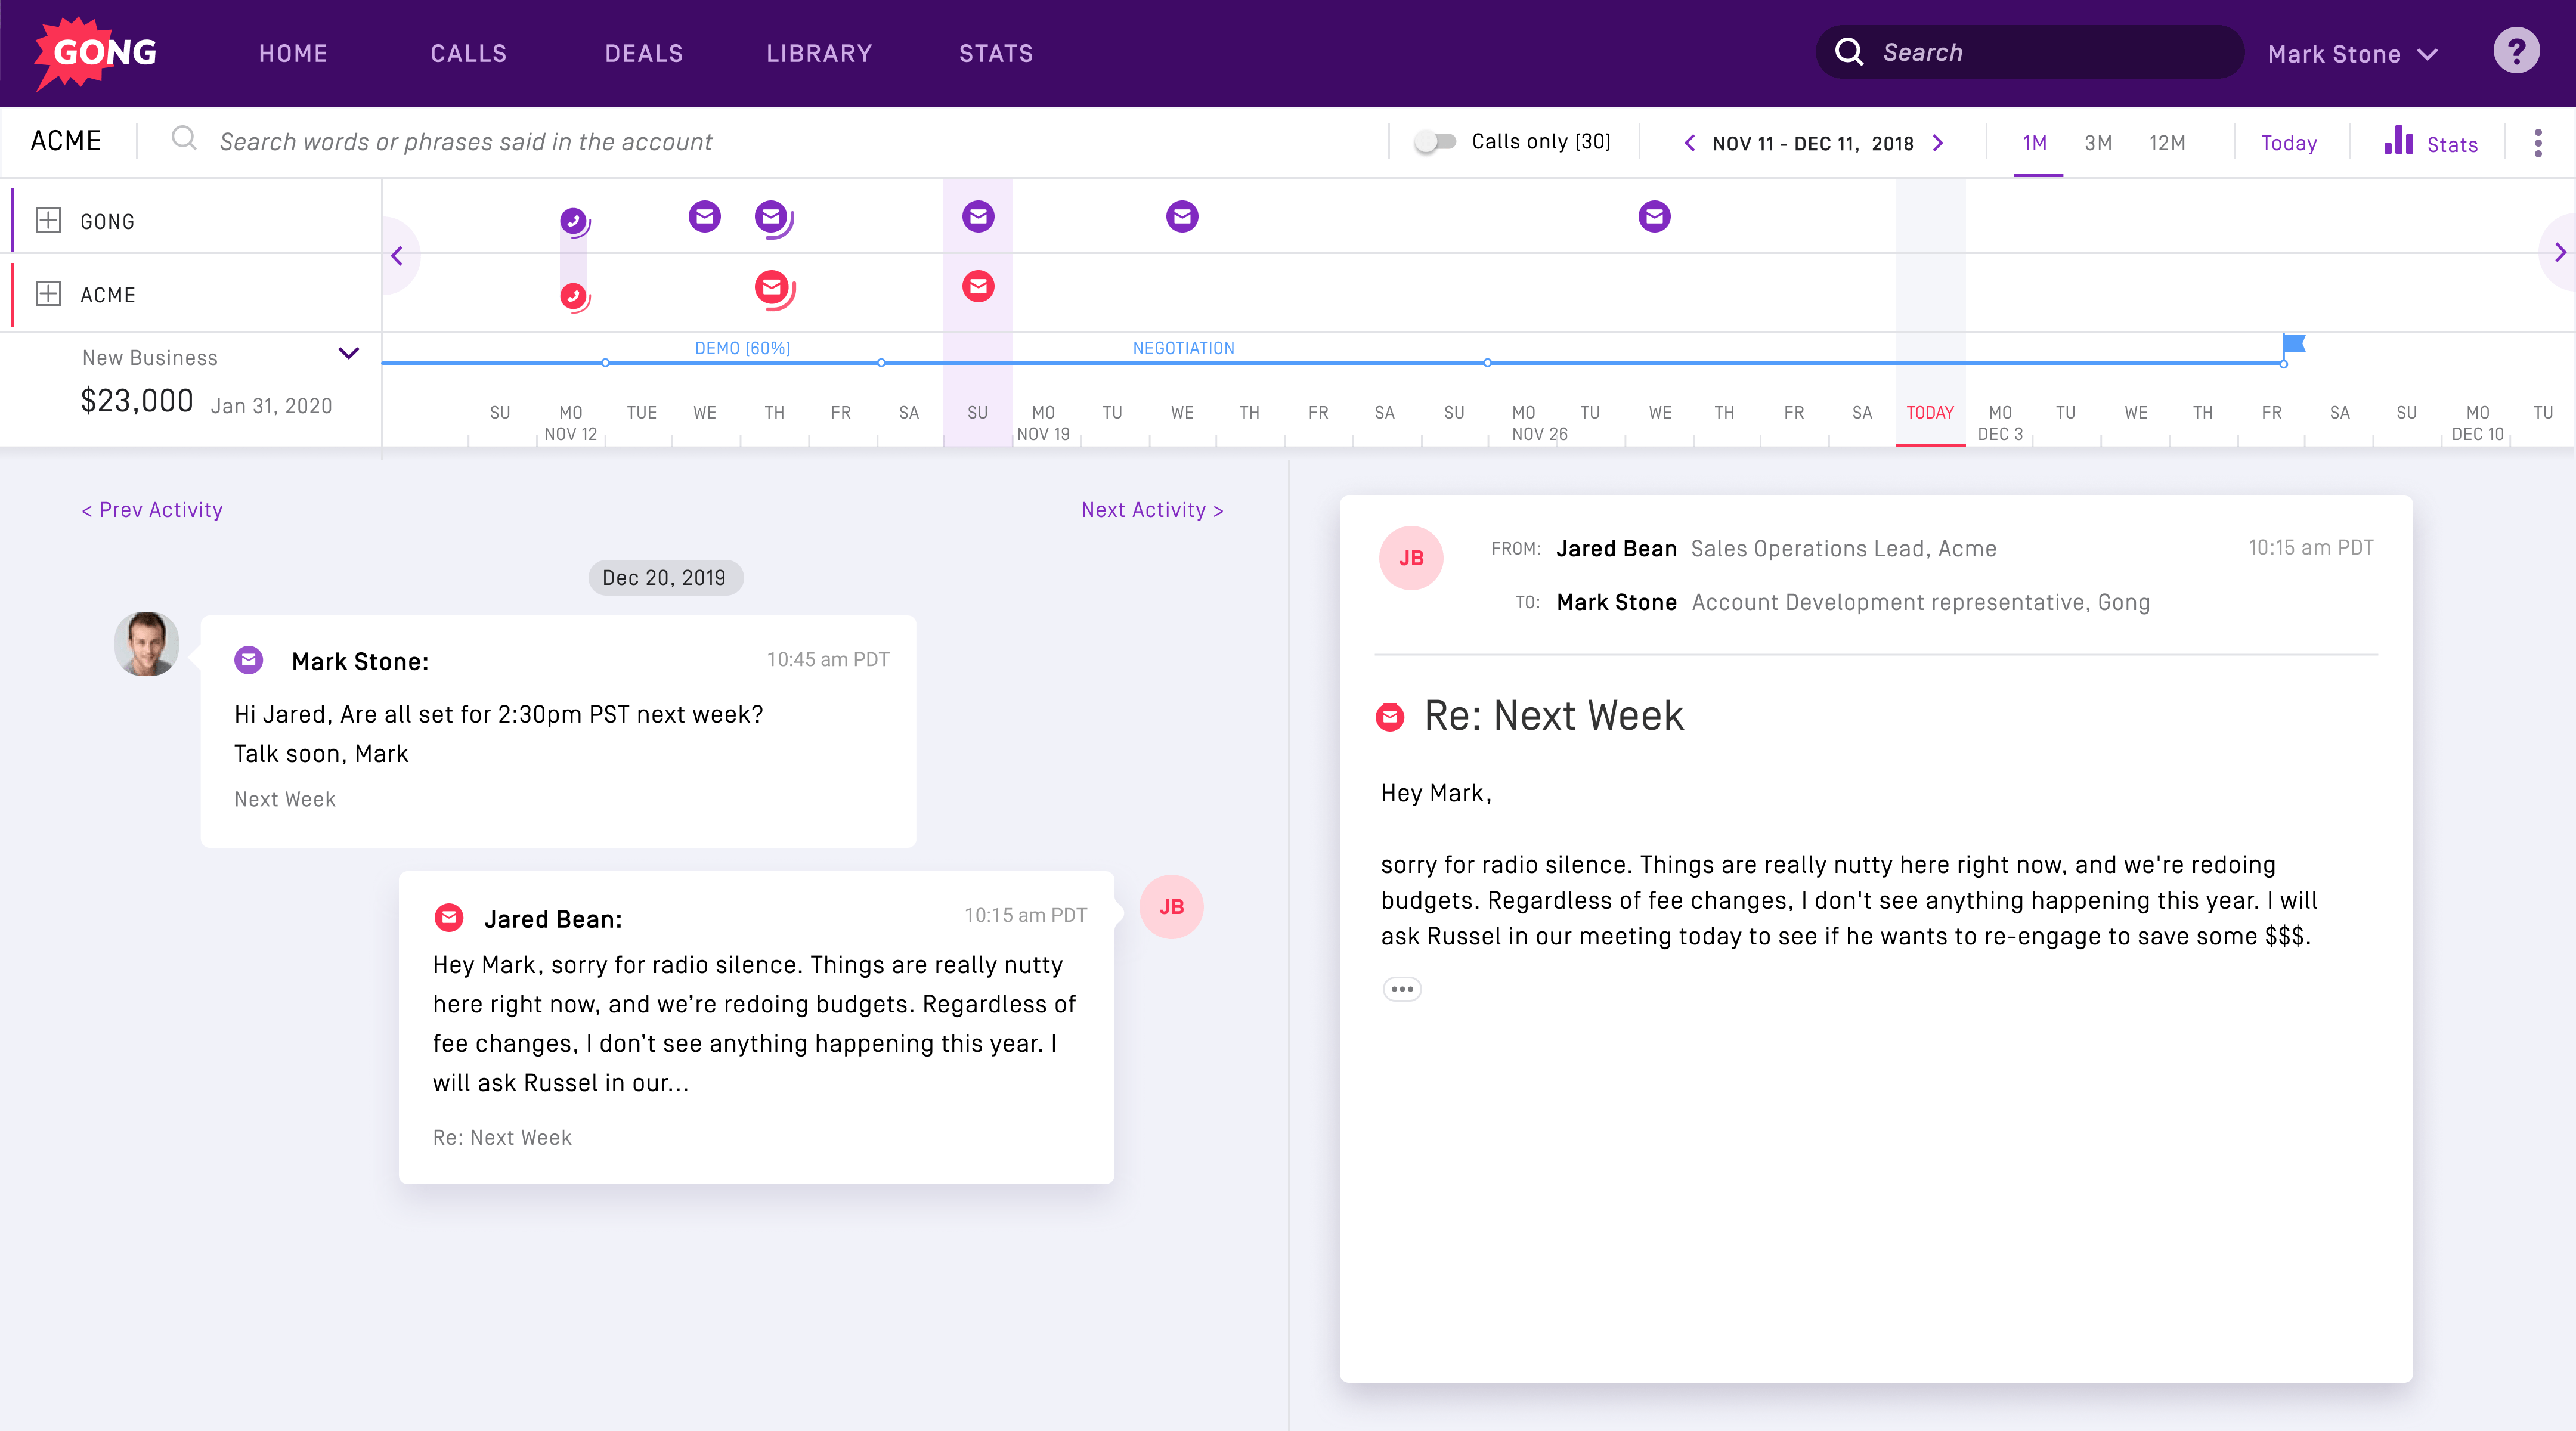 GONG
HOME CALLS DEALS LIBRARY STATS
Search
Mark Stone
?
ACME
Search words or phrases said in the account
Calls only (30)
NOV 11 - DEC 11, 2018
1M 3M 12M
Today
Stats
GONG
ACME
New Business
$23,000 Jan 31, 2020
DEMO (60%) NEGOTIATION
SU MO TUE WE TH FR SA SU MO TU WE TH FR SA SU MO TU WE TH FR SA TODAY MO TU WE TH FR SA SU MO TU
NOV 12 NOV 19 NOV 26 DEC 3 DEC 10
< Prev Activity
Next Activity >
Dec 20, 2019
Mark Stone:
10:45 am PDT
Hi Jared, Are all set for 2:30pm PST next week?
Talk soon, Mark
Next Week
Jared Bean:
10:15 am PDT
JB
Hey Mark, sorry for radio silence. Things are really nutty
here right now, and we’re redoing budgets. Regardless of
fee changes, I don’t see anything happening this year. I
will ask Russel in our...
Re: Next Week
JB
FROM: Jared Bean Sales Operations Lead, Acme
10:15 am PDT
TO: Mark Stone Account Development representative, Gong
Re: Next Week
Hey Mark,
sorry for radio silence. Things are really nutty here right now, and we're redoing
budgets. Regardless of fee changes, I don't see anything happening this year. I will
ask Russel in our meeting today to see if he wants to re-engage to save some $$$.